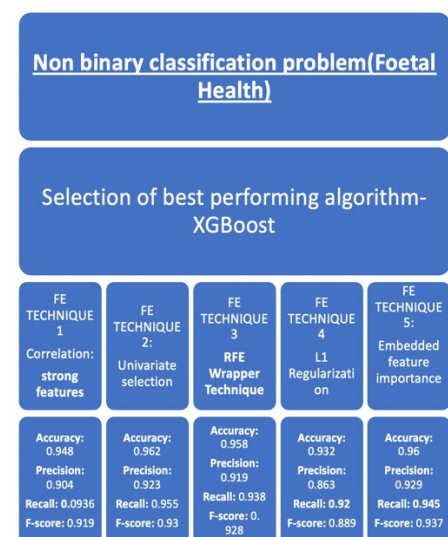 Non binary classification problem(Foetal
Health)
Selection of best performing algorithm-
XGBoost
FE
TECHNIQUE
1
Correlation:
strong
features
FE
TECHNIQUE
2:
Univariate
selection
FE
TECHNIQUE
3
RFE
Wrapper
Technique
FE
TECHNIQUE
4
L1
Regularizati
on
FE
TECHNIQUE
5:
Embedded
feature
importance
Accuracy:
0.948
Precision:
0.904
Recall: 0.0936
F-score: 0.919
Accuracy:
0.962
Precision:
0.923
Recall: 0.955
F-score: 0.93
Accuracy:
0.958
Precision:
0.919
Recall: 0.938
F-score: 0.
928
Accuracy:
0.932
Precision:
0.863
Recall: 0.92
F-score: 0.889
Accuracy:
0.96
Precision:
0.929
Recall: 0.945
F-score: 0.937